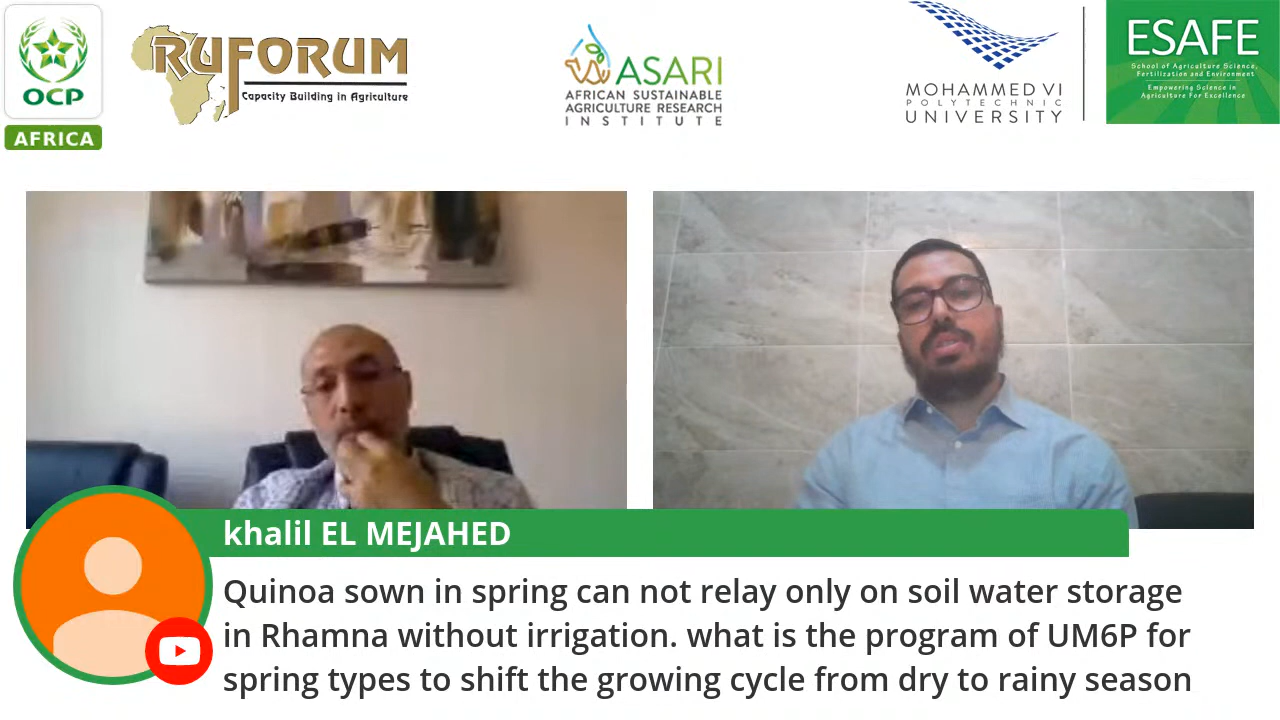 OCP
AFRICA
RUFORUM
Capacity Building in Agriculture
ASARI
AFRICAN SUSTAINABLE
AGRICULTURE RESEARCH
INSTITUTE
MOHAMMED VI
POLYTECHNIC
UNIVERSITY
ESAFE
School of Agriculture Science,
Fertilization and Environment
Empowering Science in
Agriculture For Excellence
khalil EL MEJAHED
Quinoa sown in spring can not relay only on soil water storage
in Rhamna without irrigation. what is the program of UM6P for
spring types to shift the growing cycle from dry to rainy season